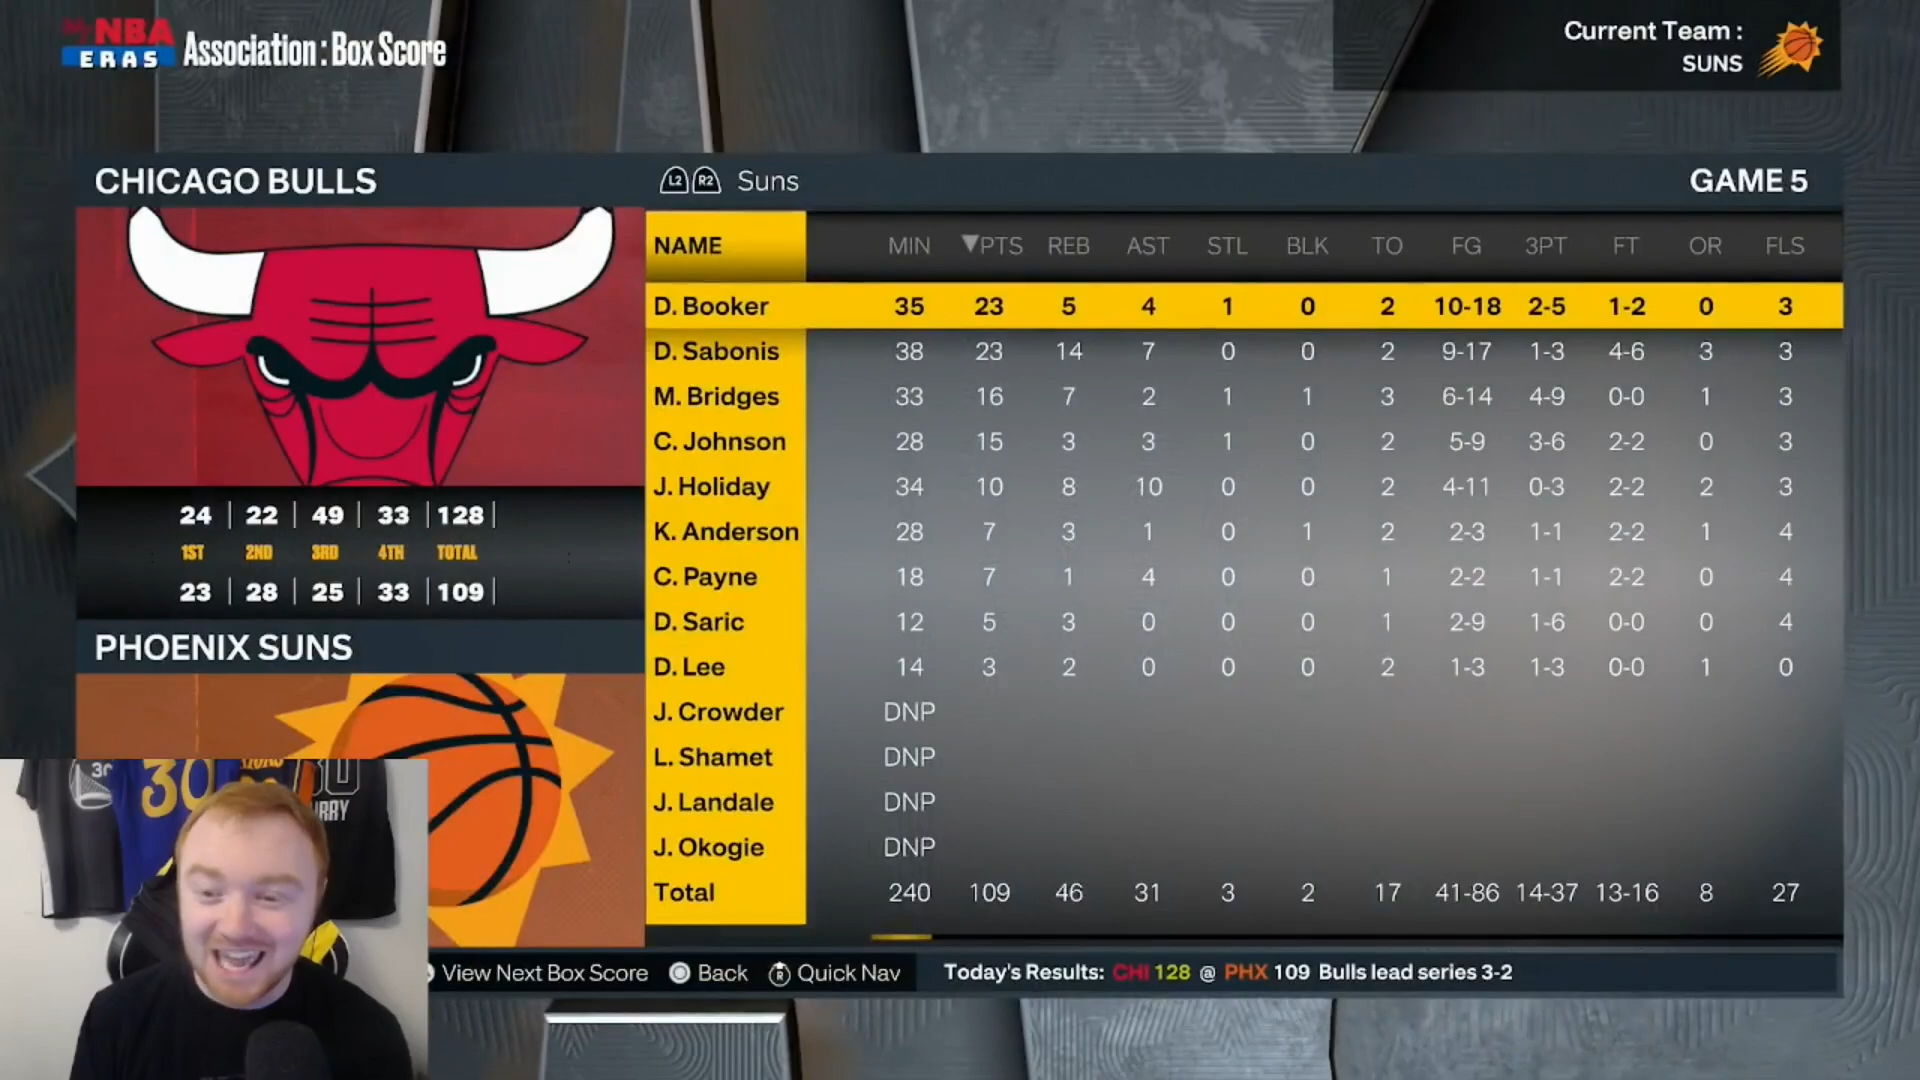 My NBA
ERAS
Association : Box Score
Current Team :
SUNS
CHICAGO BULLS
L2 R2 Suns
GAME 5
NAME MIN ▼PTS REB AST STL BLK TO FG 3PT FT OR FLS
D. Booker 35 23 5 4 1 0 2 10-18 2-5 1-2 0 3
D. Sabonis 38 23 14 7 0 0 2 9-17 1-3 4-6 3 3
M. Bridges 33 16 7 2 1 1 3 6-14 4-9 0-0 1 3
C. Johnson 28 15 3 3 1 0 2 5-9 3-6 2-2 0 3
J. Holiday 34 10 8 10 0 0 2 4-11 0-3 2-2 2 3
K. Anderson 28 7 3 1 0 1 2 2-3 1-1 2-2 1 4
C. Payne 18 7 1 4 0 0 1 2-2 1-1 2-2 0 4
D. Saric 12 5 3 0 0 0 1 2-9 1-6 0-0 0 4
D. Lee 14 3 2 0 0 0 2 1-3 1-3 0-0 1 0
J. Crowder DNP
L. Shamet DNP
J. Landale DNP
J. Okogie DNP
Total 240 109 46 31 3 2 17 41-86 14-37 13-16 8 27
24 | 22 | 49 | 33 | 128 |
1ST 2ND 3RD 4TH TOTAL
23 | 28 | 25 | 33 | 109 |
PHOENIX SUNS
30
30
View Next Box Score Back R Quick Nav
Today's Results: CHI 128 @ PHX 109 Bulls lead series 3-2